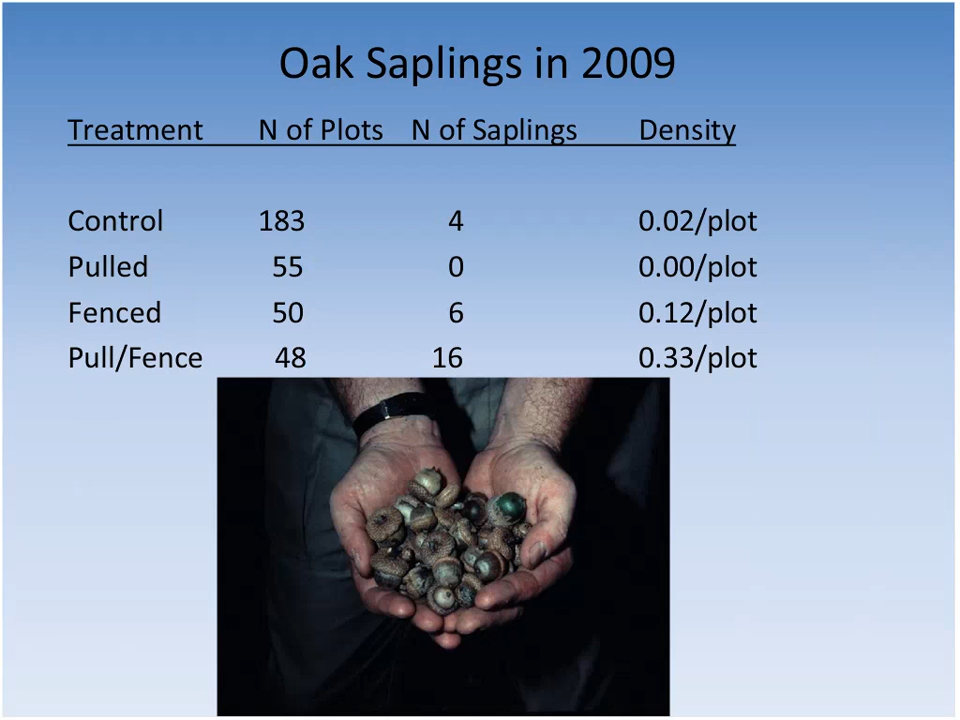 Oak Saplings in 2009
Treatment N of Plots N of Saplings Density
Control 183 4 0.02/plot
Pulled 55 0 0.00/plot
Fenced 50 6 0.12/plot
Pull/Fence 48 16 0.33/plot